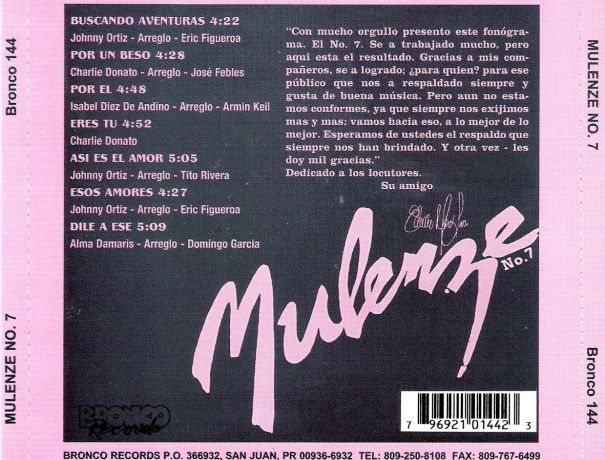 BUSCANDO AVENTURAS 4:22
Johnny Ortiz - Arreglo - Eric Figueroa
POR UN BESO 4:28
Charlie Donato - Arreglo - José Febles
POR EL 4:48
Isabel Diez De Andino - Arreglo - Armin Keil
ERES TU 4:52
Charlie Donato
ASI ES EL AMOR 5:05
Johnny Ortiz - Arreglo - Tito Rivera
ESOS AMORES 4:27
Johnny Ortiz - Arreglo - Eric Figueroa
DILE A ESE 5:09
Alma Damaris - Arreglo - Domingo Garcia
"Con mucho orgullo presento este fonógra-
ma. El No. 7. Se a trabajado mucho, pero
aqui esta el resultado. Gracias a mis com-
pañeros, se a logrado; ¿para quien? para ese
público que nos a respaldado siempre y
gusta de buena música. Pero aun no esta-
mos conformes, ya que siempre nos exijimos
mas y mas; vamos hacia eso, a lo mejor de lo
mejor. Esperamos de ustedes el respaldo que
siempre nos han brindado. Y otra vez - les
doy mil gracias."
Dedicado a los locutores.
Su amigo
Mulenze
No.7
BRONCO
Records
7 96921 01442 3
BRONCO RECORDS P.O. 366932, SAN JUAN, PR 00936-6932 TEL: 809-250-8108 FAX: 809-767-6499
Bronco 144
MULENZE NO. 7
MULENZE NO. 7
Bronco 144